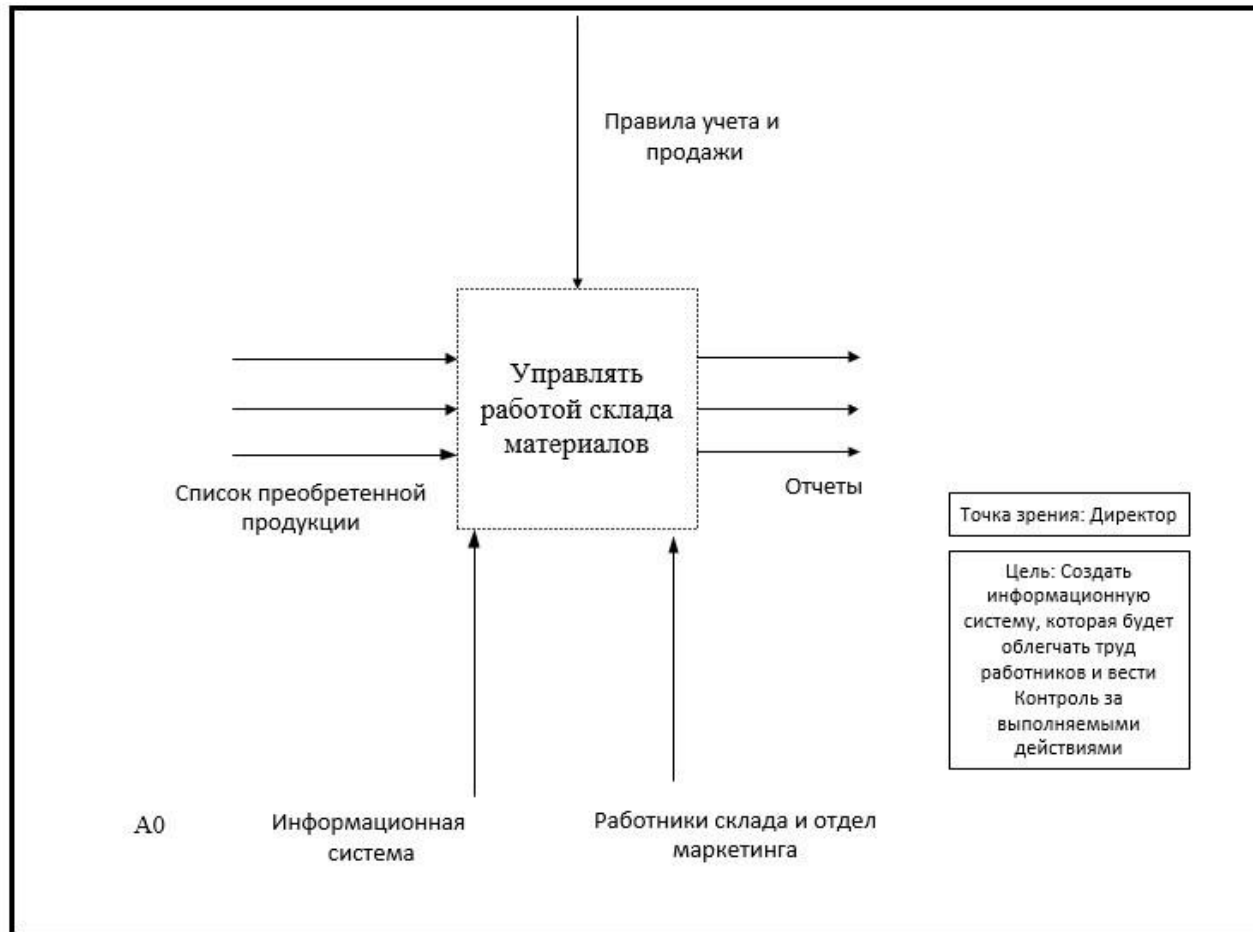 Правила учета и
продажи
Управлять
работой склада
материалов
Список преобретенной
продукции
Отчеты
Точка зрения: Директор
Цель: Создать
информационную
систему, которая будет
облегчать труд
работников и вести
Контроль за
выполняемыми
действиями
А0
Информационная
система
Работники склада и отдел
маркетинга